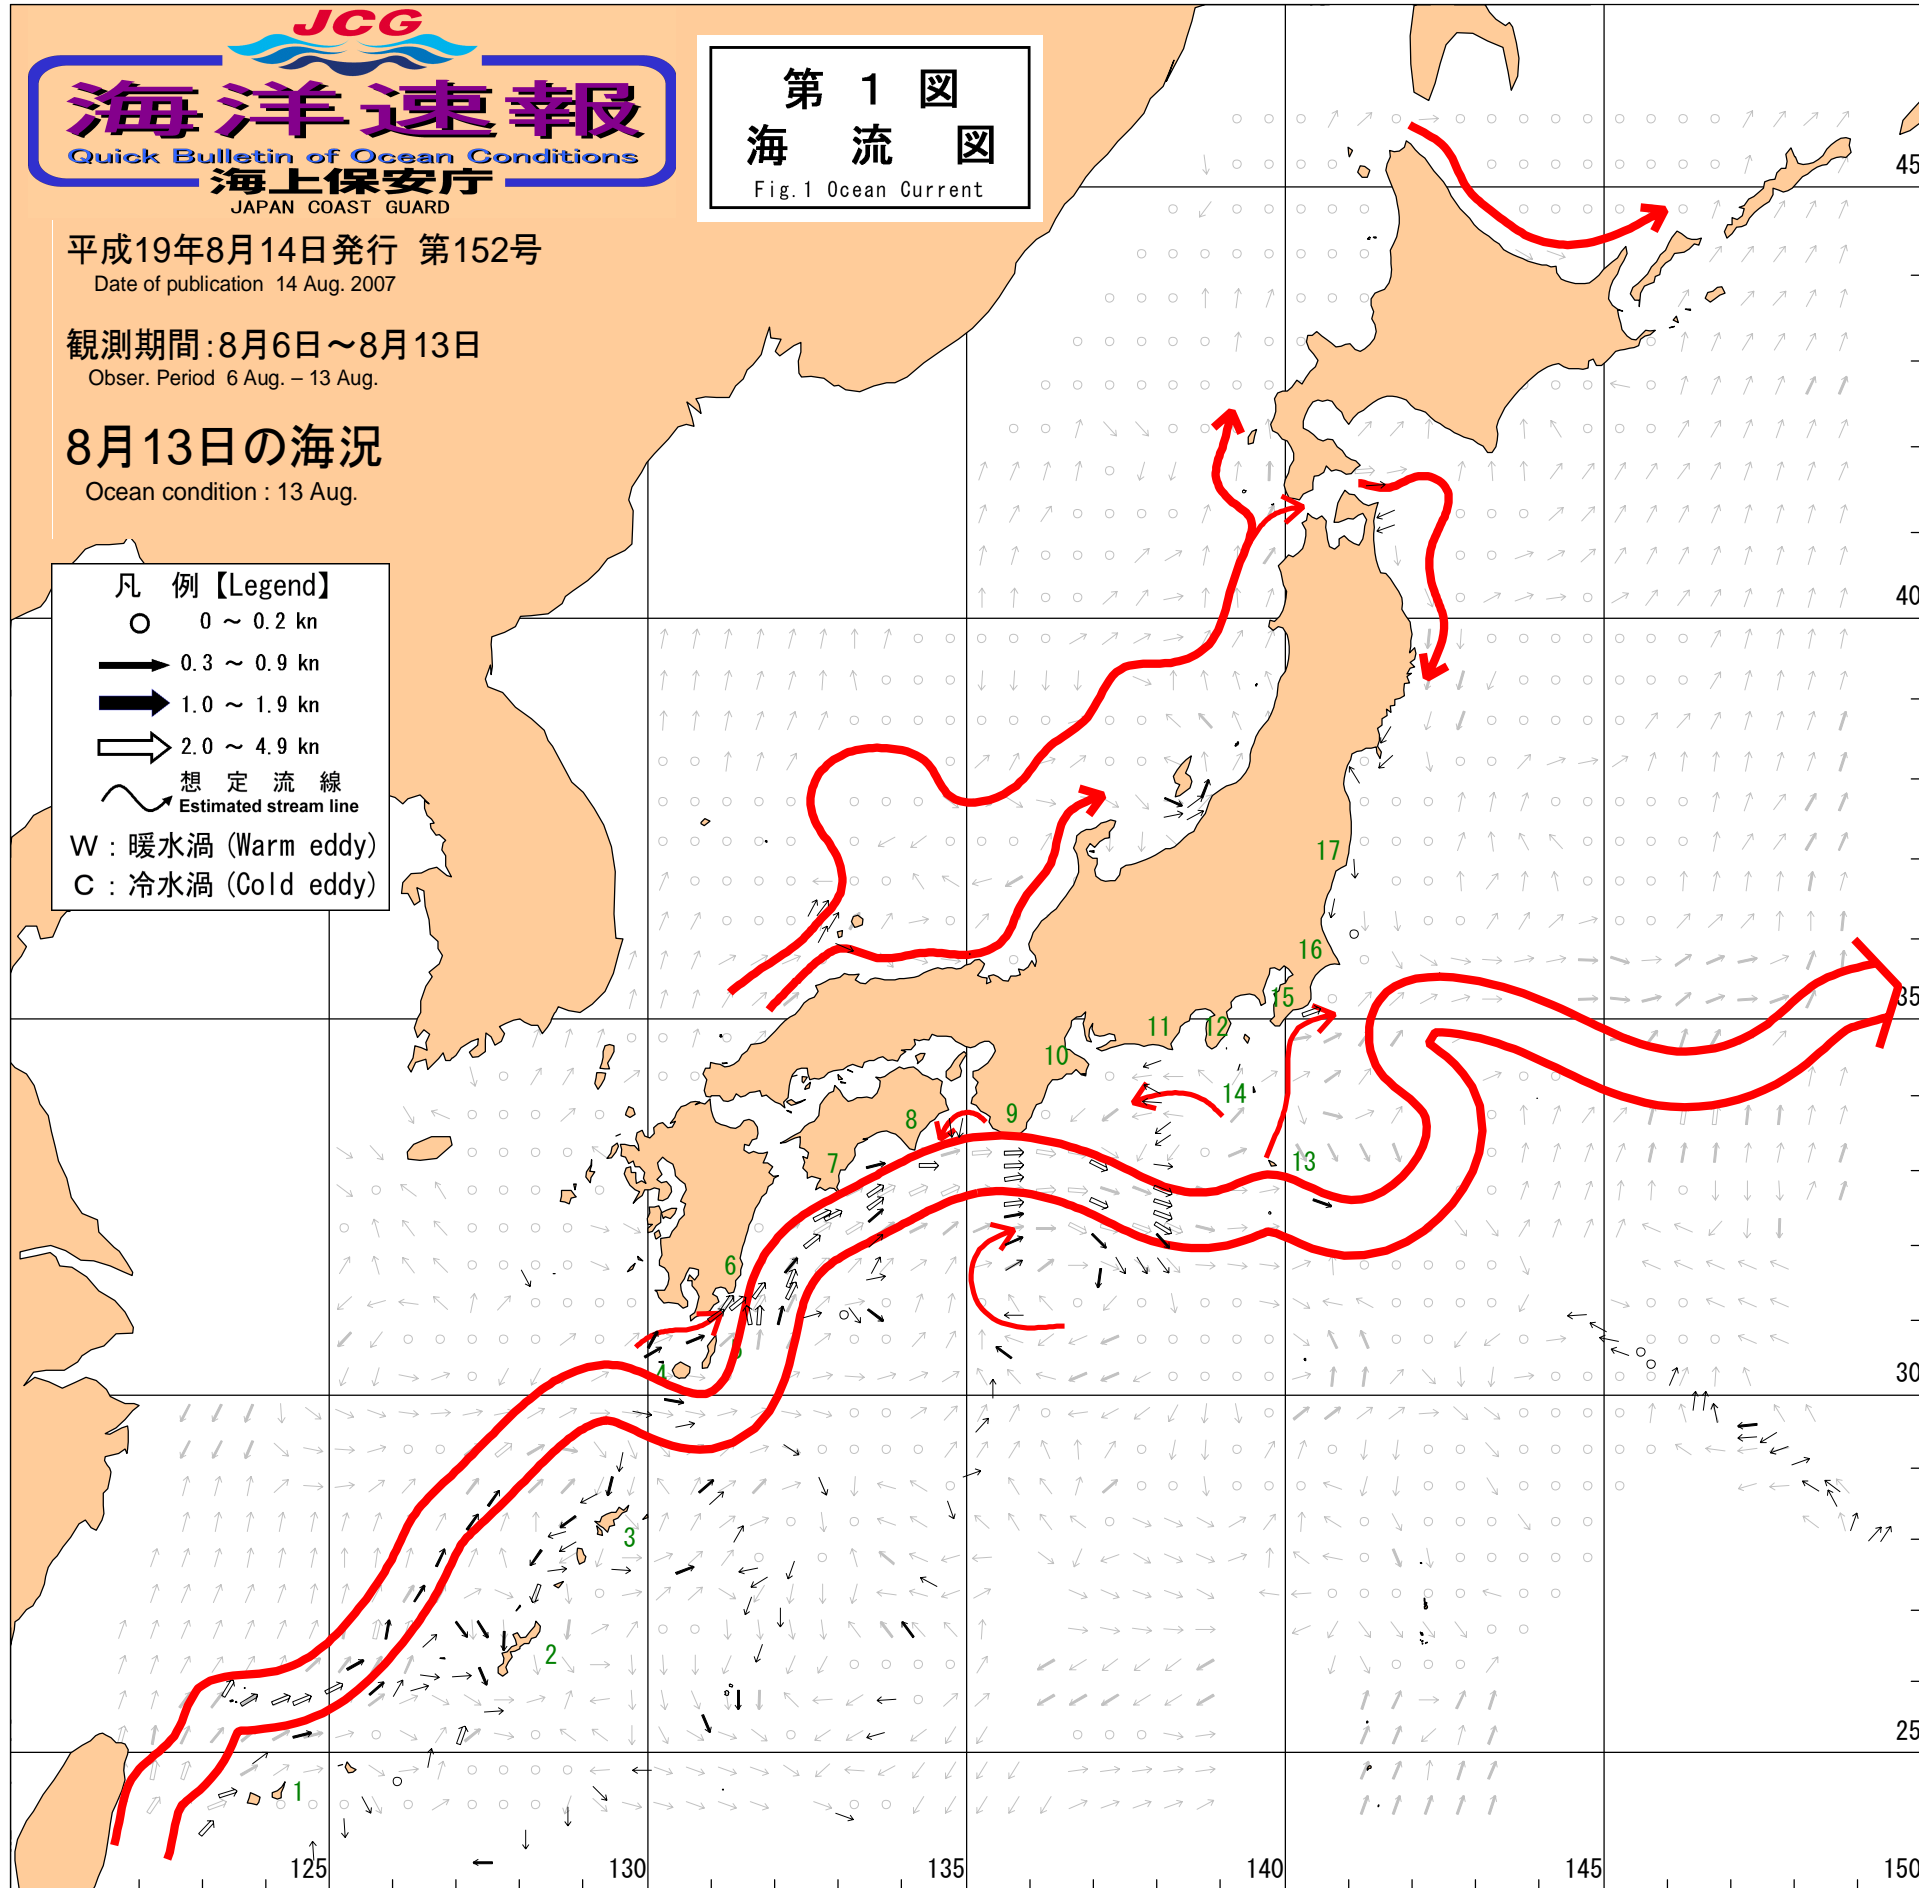 JCG
海洋速報
Quick Bulletin of Ocean Conditions
海上保安庁
JAPAN COAST GUARD
第 1 図
海 流 図
Fig.1 Ocean Current
平成19年8月14日発行 第152号
Date of publication 14 Aug. 2007
観測期間:8月6日～8月13日
Obser. Period 6 Aug. – 13 Aug.
8月13日の海況
Ocean condition : 13 Aug.
凡 例【Legend】
0 ～ 0.2 kn
0.3 ～ 0.9 kn
1.0 ～ 1.9 kn
2.0 ～ 4.9 kn
想 定 流 線
Estimated stream line
W : 暖水渦 (Warm eddy)
C : 冷水渦 (Cold eddy)
45
40
17
16
35
15
11
12
10
14
9
8
7
13
6
4
30
3
2
25
1
125
130
135
140
145
150